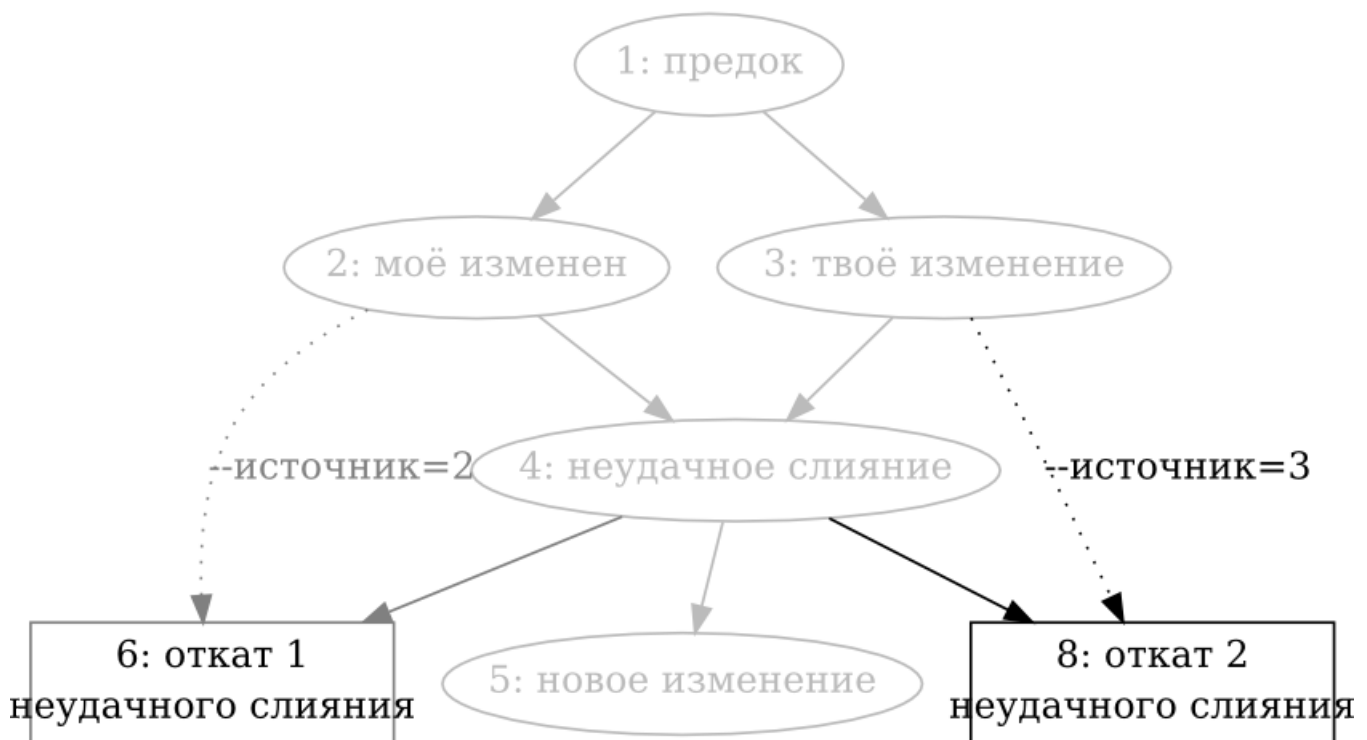 1: предок
2: моё изменен
3: твоё изменение
--источник=2
4: неудачное слияние
--источник=3
6: откат 1
неудачного слияния
5: новое изменение
8: откат 2
неудачного слияния